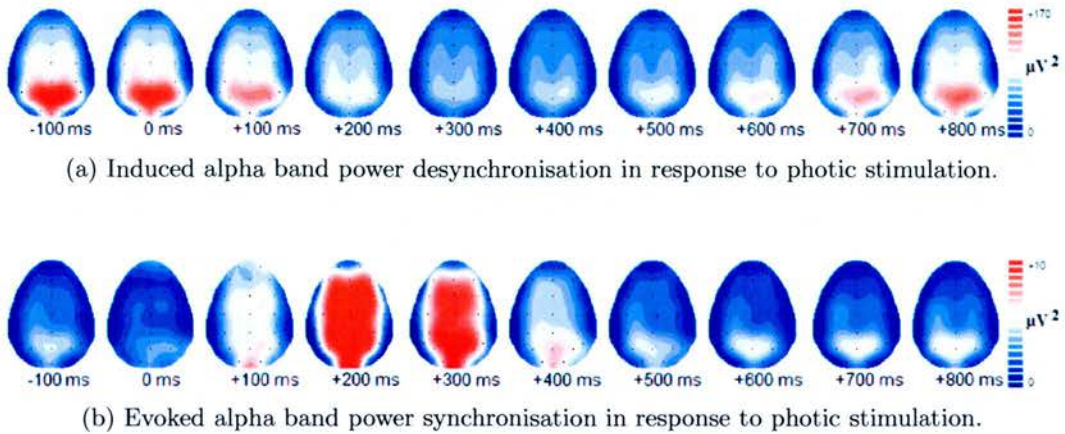 +170
μV²
0
-100 ms 0 ms +100 ms +200 ms +300 ms +400 ms +500 ms +600 ms +700 ms +800 ms
(a) Induced alpha band power desynchronisation in response to photic stimulation.
+10
μV²
0
-100 ms 0 ms +100 ms +200 ms +300 ms +400 ms +500 ms +600 ms +700 ms +800 ms
(b) Evoked alpha band power synchronisation in response to photic stimulation.